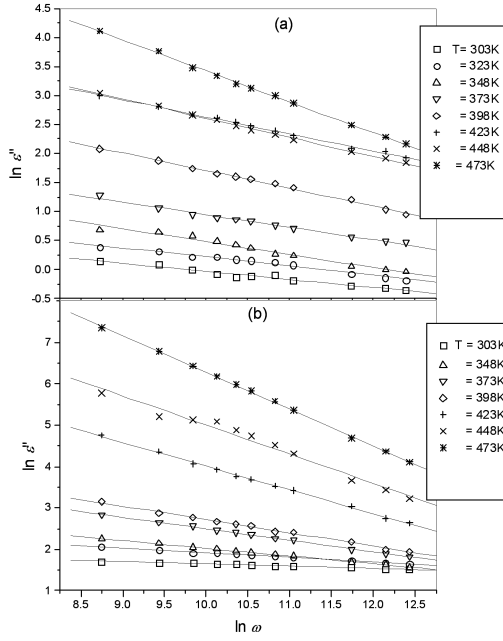 (a)
5.0
4.5
4.0
3.5
3.0
2.5
2.0
1.5
1.0
0.5
0.0
-0.5
ln ε"
T = 303K
= 323K
= 348K
= 373K
= 398K
= 423K
= 448K
= 473K
(b)
7
6
5
4
3
2
1
ln ε"
T = 303K
= 348K
= 373K
= 398K
= 423K
= 448K
= 473K
8.5 9.0 9.5 10.0 10.5 11.0 11.5 12.0 12.5
ln ω